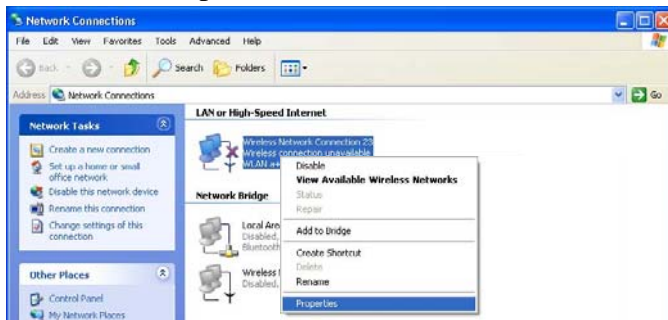 Network Connections
File Edit View Favorites Tools Advanced Help
Back Search Folders
Address Network Connections Go
Network Tasks
Create a new connection
Set up a home or small
office network
Disable this network device
Rename this connection
Change settings of this
connection
Other Places
Control Panel
My Network Places
LAN or High-Speed Internet
Wireless Network Connection 23
Wireless connection unavailable
WLAN a+
Network Bridge
Local Are
Disabled,
Bluetooth
Wireless
Disabled,
Disable
View Available Wireless Networks
Status
Repair
Add to Bridge
Create Shortcut
Delete
Rename
Properties